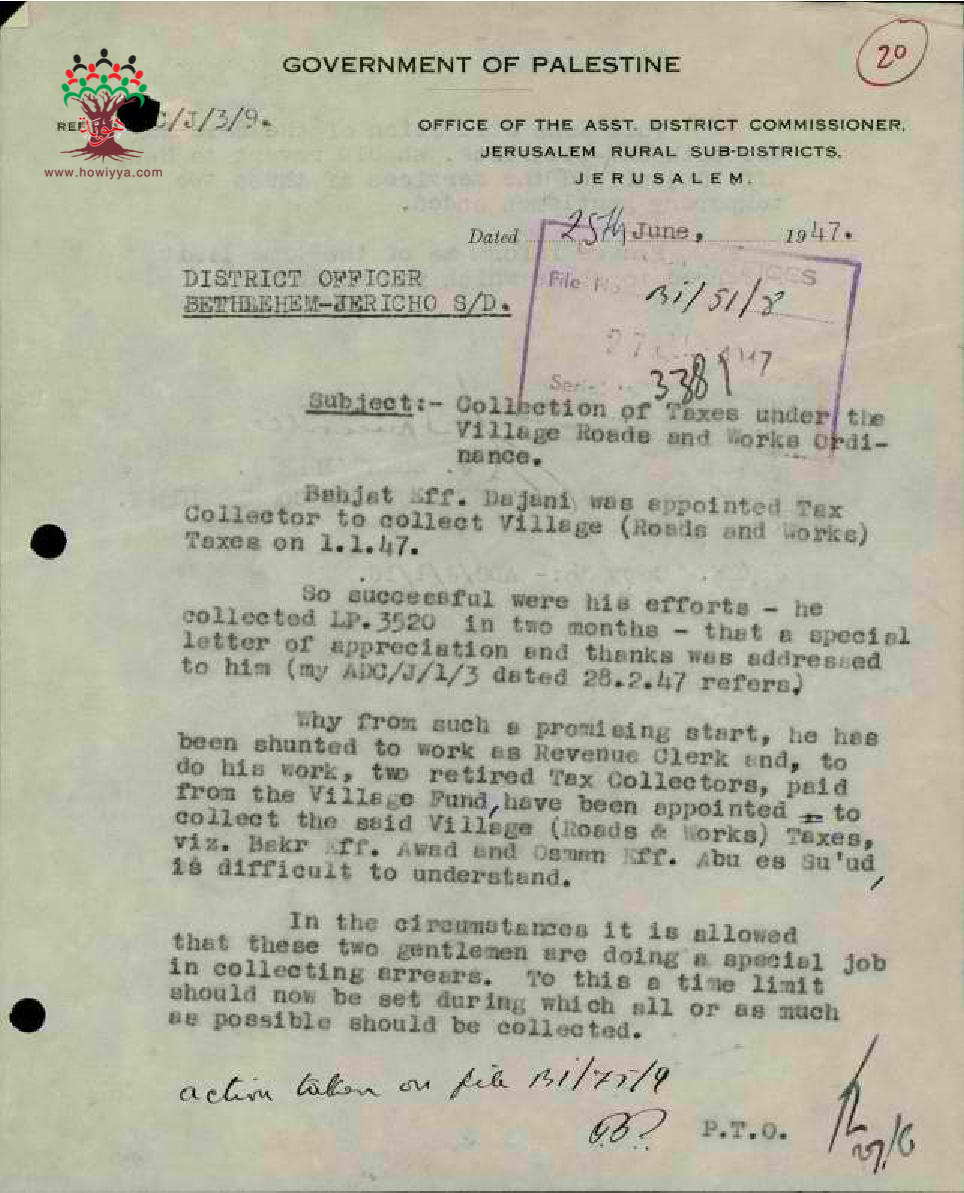 20
GOVERNMENT OF PALESTINE
REF C/J/3/9.
هوية
www.howiyya.com
OFFICE OF THE ASST. DISTRICT COMMISSIONER,
JERUSALEM RURAL SUB-DISTRICTS.
JERUSALEM.
Dated 25th June, 1947.
DISTRICT OFFICER
BETHLEHEM-JERICHO S/D.
File No.
Bi/51/8
27 47
3381
Subject:- Collection of Taxes under the
Village Roads and Works Ordi-
nance.
Bahjat Eff. Dajani was appointed Tax
Collector to collect Village (Roads and Works)
Taxes on 1.1.47.
So successful were his efforts - he
collected LP.3520 in two months - that a special
letter of appreciation and thanks was addressed
to him (my ADC/J/1/3 dated 28.2.47 refers)
Why from such a promising start, he has
been shunted to work as Revenue Clerk and, to
do his work, two retired Tax Collectors, paid
from the Village Fund, have been appointed to
collect the said Village (Roads & Works) Taxes,
viz. Bakr Eff. Awad and Osman Eff. Abu es Su'ud,
is difficult to understand.
In the circumstances it is allowed
that these two gentlemen are doing a special job
in collecting arrears. To this a time limit
should now be set during which all or as much
as possible should be collected.
action taken on file Bi/75/9
P.T.O.
27/6